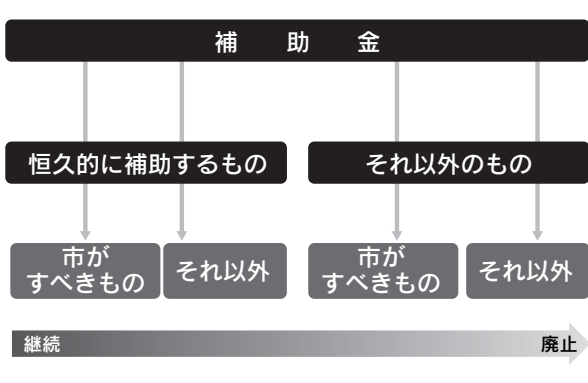 補助金
恒久的に補助するもの
それ以外のもの
市が
すべきもの
それ以外
市が
すべきもの
それ以外
継続
廃止